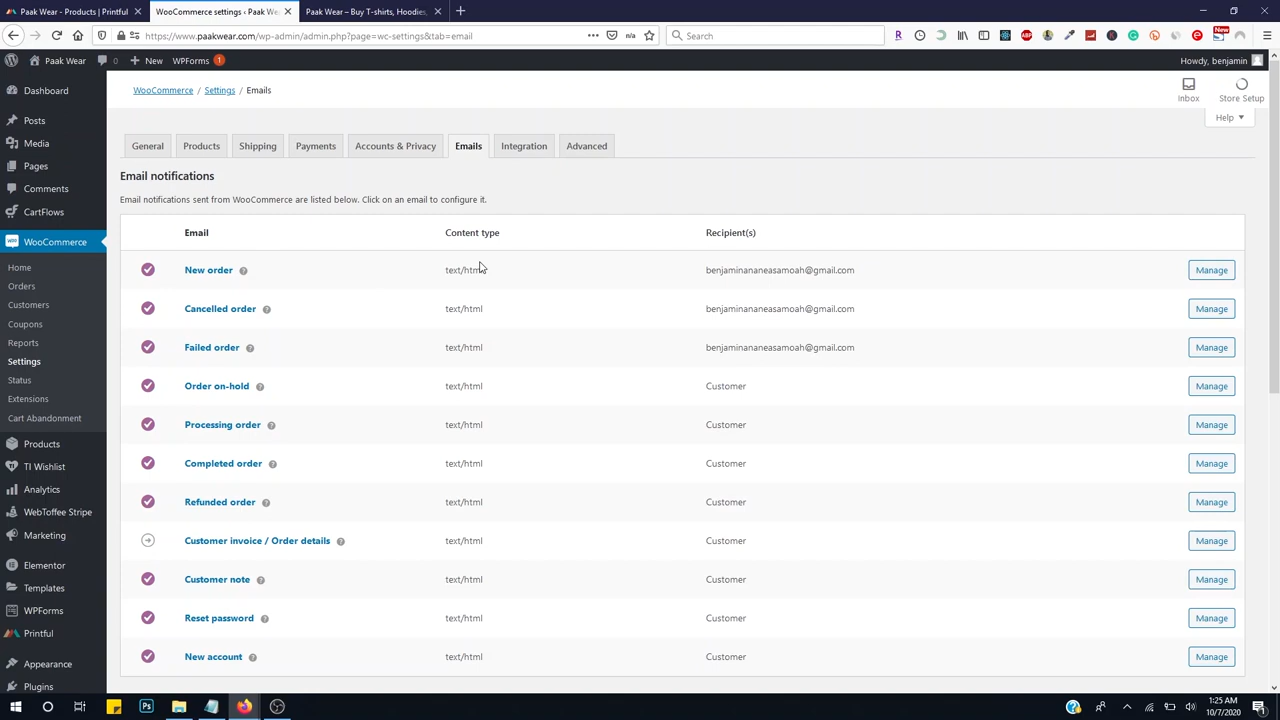 Paak Wear - Products | Printful
WooCommerce settings ‹ Paak We
Paak Wear – Buy T-shirts, Hoodies,
https://www.paakwear.com/wp-admin/admin.php?page=wc-settings&tab=email
Search
New
Paak Wear
0
New
WPForms 1
Howdy, benjamin
WooCommerce / Settings / Emails
Inbox
Store Setup
Help
Dashboard
Posts
Media
Pages
Comments
CartFlows
WooCommerce
Home
Orders
Customers
Coupons
Reports
Settings
Status
Extensions
Cart Abandonment
Products
TI Wishlist
Analytics
WebToffee Stripe
Marketing
Elementor
Templates
WPForms
Printful
Appearance
Plugins
General Products Shipping Payments Accounts & Privacy Emails Integration Advanced
Email notifications
Email notifications sent from WooCommerce are listed below. Click on an email to configure it.
Email Content type Recipient(s)
New order text/html benjaminananeasamoah@gmail.com Manage
Cancelled order text/html benjaminananeasamoah@gmail.com Manage
Failed order text/html benjaminananeasamoah@gmail.com Manage
Order on-hold text/html Customer Manage
Processing order text/html Customer Manage
Completed order text/html Customer Manage
Refunded order text/html Customer Manage
Customer invoice / Order details text/html Customer Manage
Customer note text/html Customer Manage
Reset password text/html Customer Manage
New account text/html Customer Manage
1:25 AM
10/7/2020